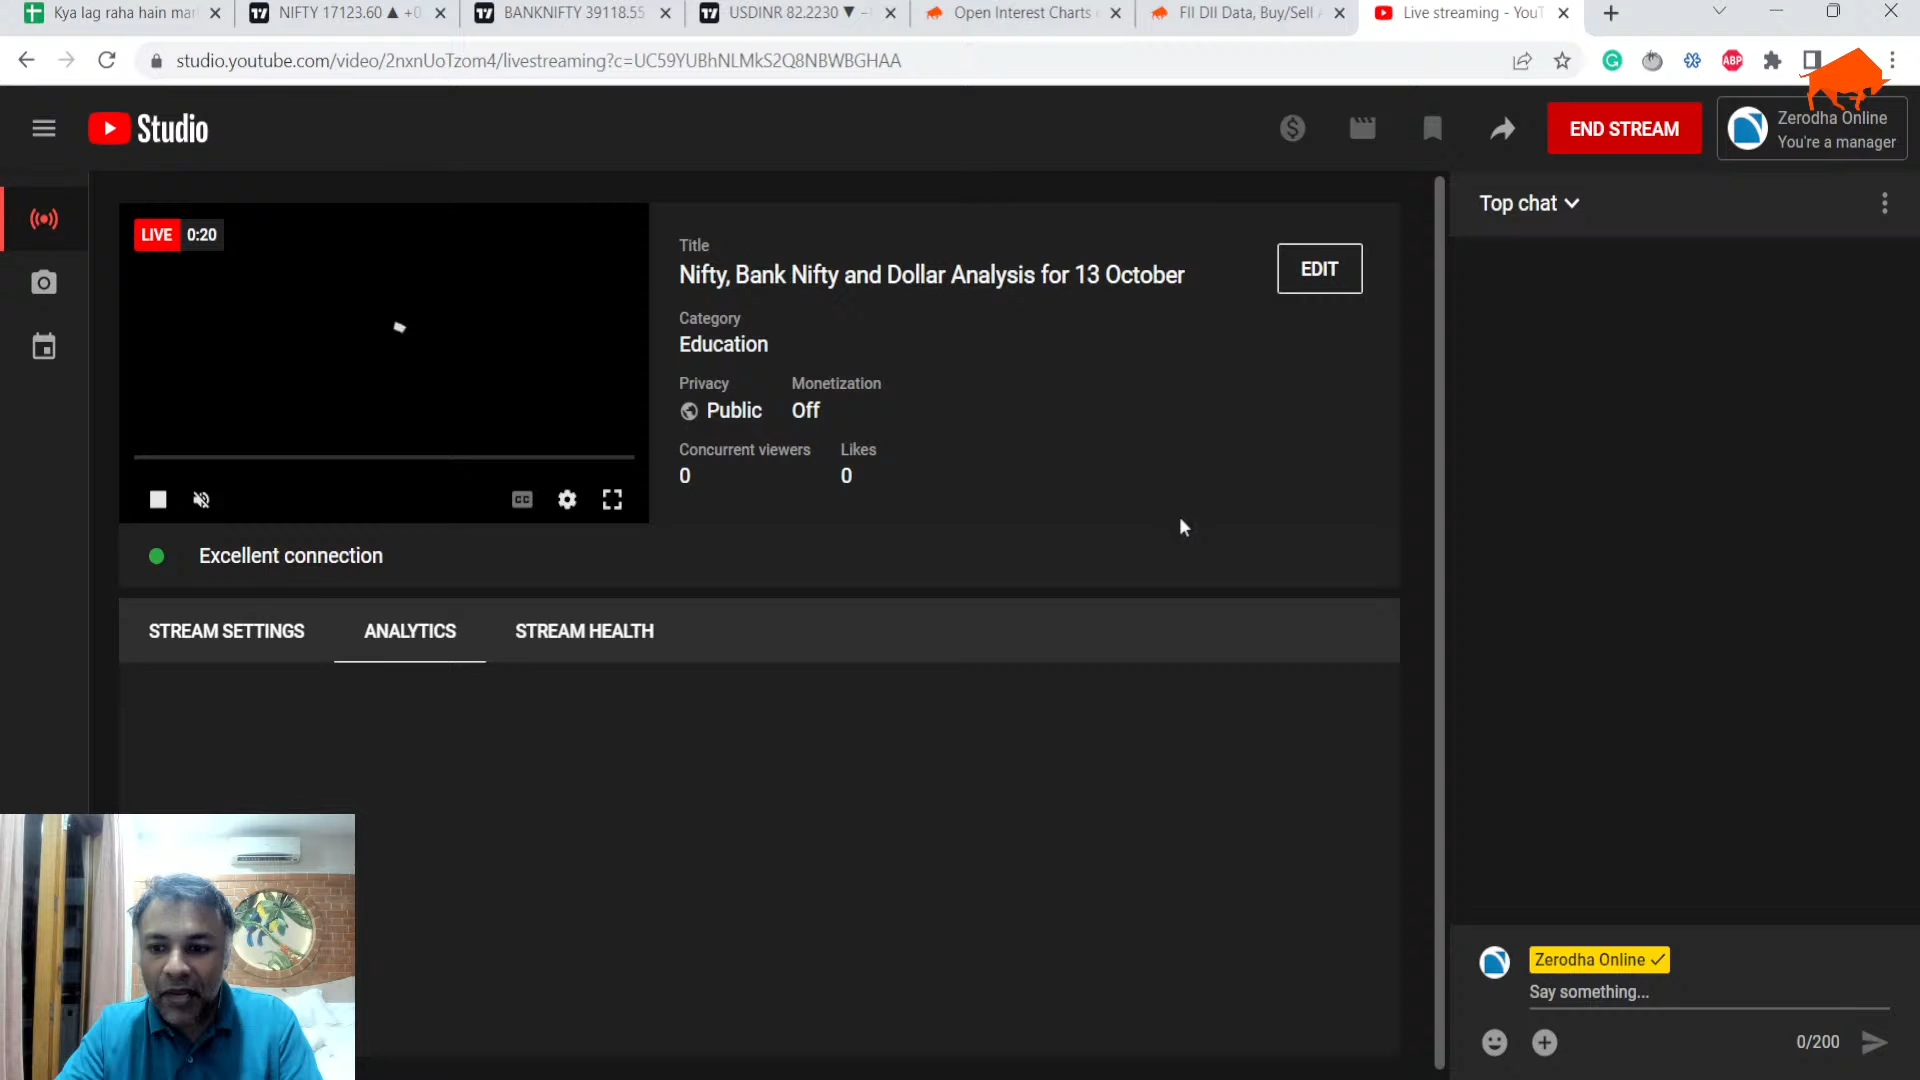 Kya lag raha hain mar
NIFTY 17123.60 ▲ +0
BANKNIFTY 39118.55
USDINR 82.2230 ▼ −
Open Interest Charts
FII DII Data, Buy/Sell
Live streaming - YouT
studio.youtube.com/video/2nxnUoTzom4/livestreaming?c=UC59YUBhNLMkS2Q8NBWBGHAA
ABP
Studio
END STREAM
Zerodha Online
You're a manager
LIVE 0:20
Title
Nifty, Bank Nifty and Dollar Analysis for 13 October
EDIT
Category
Education
Privacy
Public
Monetization
Off
Concurrent viewers
0
Likes
0
CC
Excellent connection
STREAM SETTINGS
ANALYTICS
STREAM HEALTH
Top chat
Zerodha Online ✓
Say something...
0/200